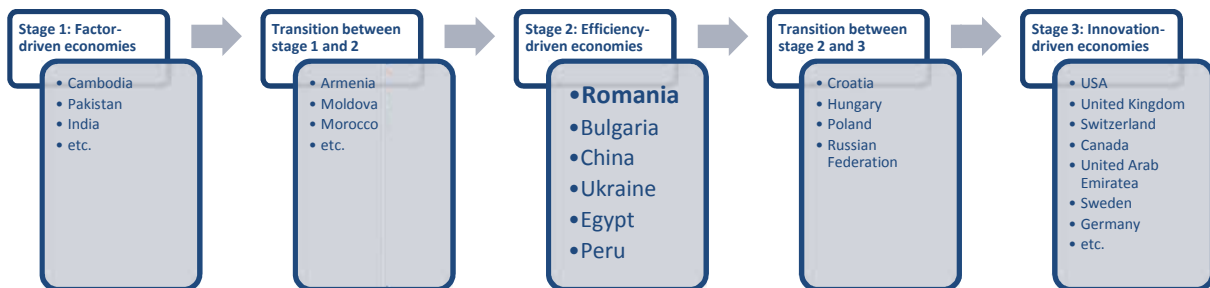 Stage 1: Factor-
driven economies
• Cambodia
• Pakistan
• India
• etc.
Transition between
stage 1 and 2
• Armenia
• Moldova
• Morocco
• etc.
Stage 2: Efficiency-
driven economies
•Romania
•Bulgaria
•China
•Ukraine
•Egypt
•Peru
Transition between
stage 2 and 3
• Croatia
• Hungary
• Poland
• Russian
Federation
Stage 3: Innovation-
driven economies
• USA
• United Kingdom
• Switzerland
• Canada
• United Arab
Emiratea
• Sweden
• Germany
• etc.